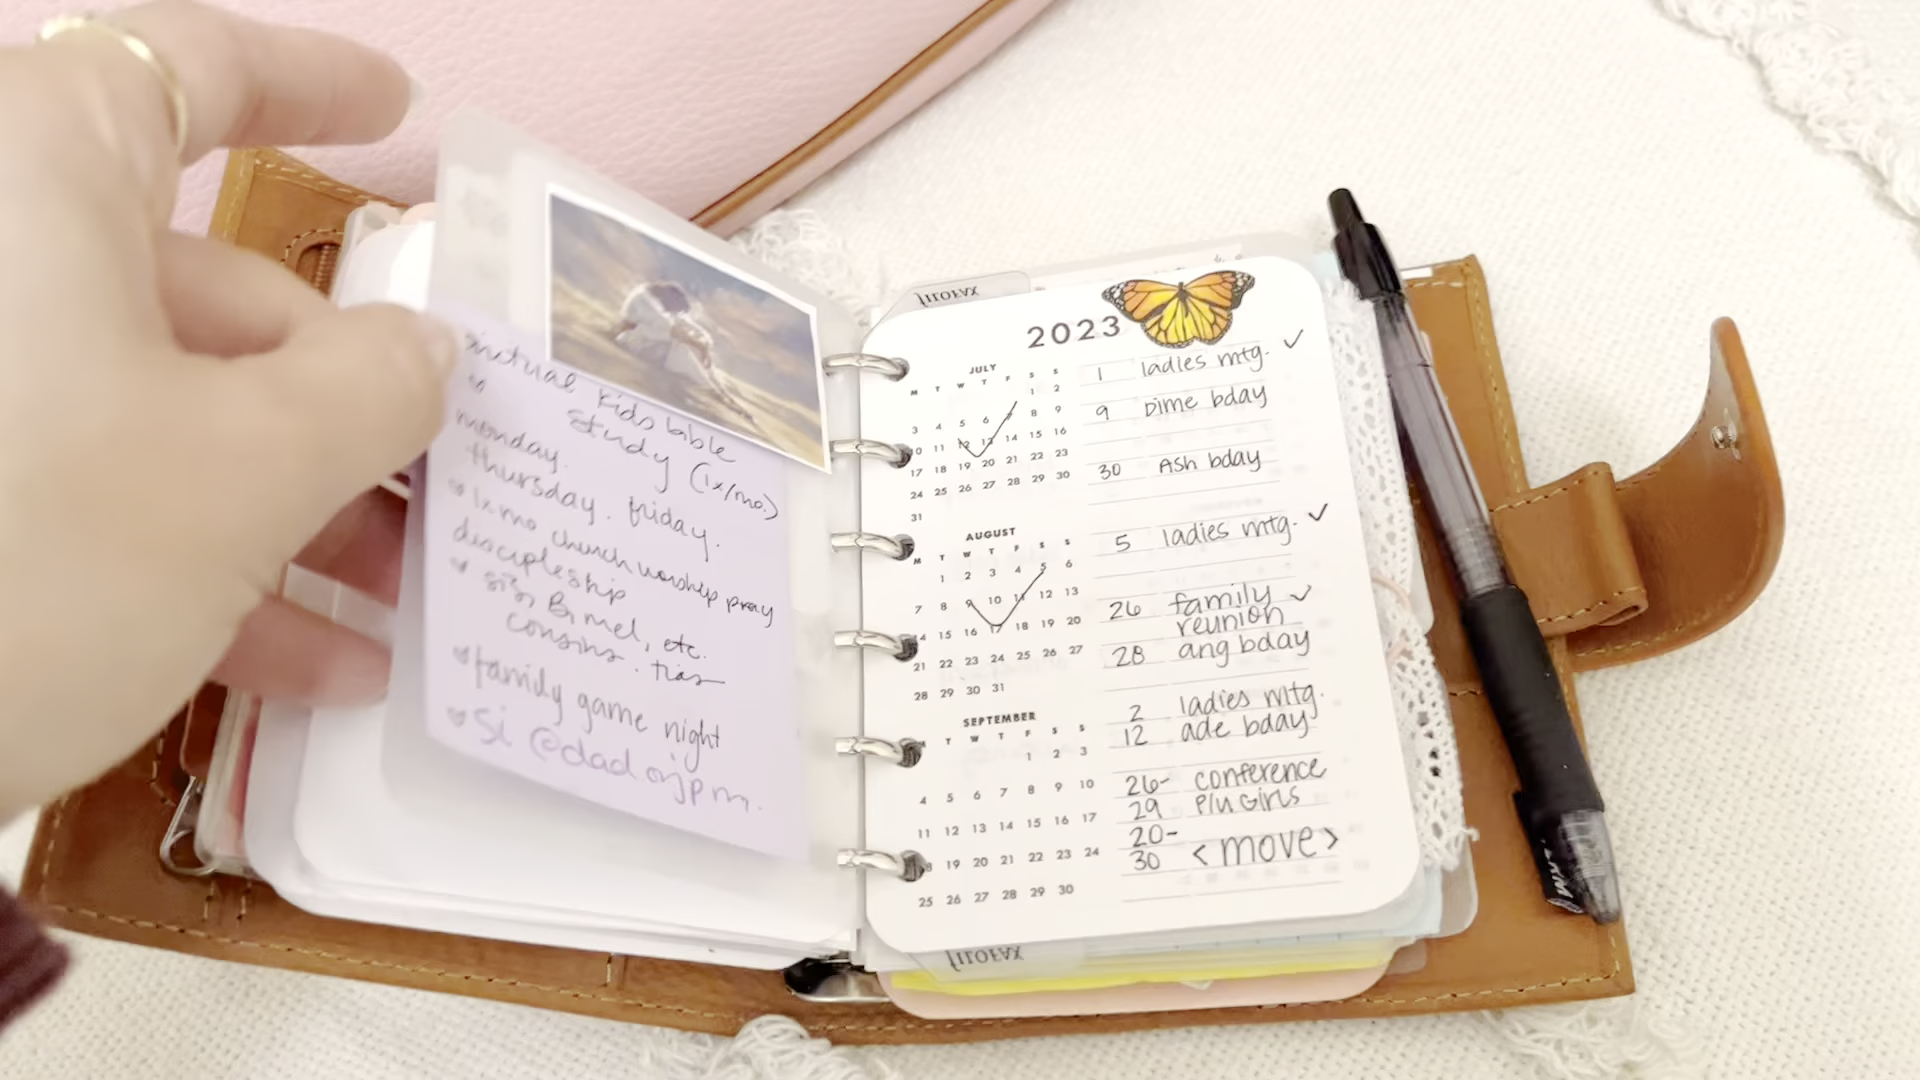 kids bible
study (1x/mo.)
monday.
thursday. friday.
1x mo church worship pray
discipleship
sis, B, mel, etc.
cousins. tias
family game night
Si @dad
FILOFAX
2023
JULY
M T W T F S S
1 2
3 4 5 6 7 8 9
10 11 12 13 14 15 16
17 18 19 20 21 22 23
24 25 26 27 28 29 30
31
1 ladies mtg. ✓
9 Dime bday
30 Ash bday
AUGUST
M T W T F S S
1 2 3 4 5 6
7 8 9 10 11 12 13
14 15 16 17 18 19 20
21 22 23 24 25 26 27
28 29 30 31
5 ladies mtg. ✓
26 family ✓
reunion
28 ang bday
SEPTEMBER
M T W T F S S
1 2 3
4 5 6 7 8 9 10
11 12 13 14 15 16 17
18 19 20 21 22 23 24
25 26 27 28 29 30
2 ladies mtg.
12 ade bday
26- conference
29 P/u Girls
20-
30 <move>
FILOFAX